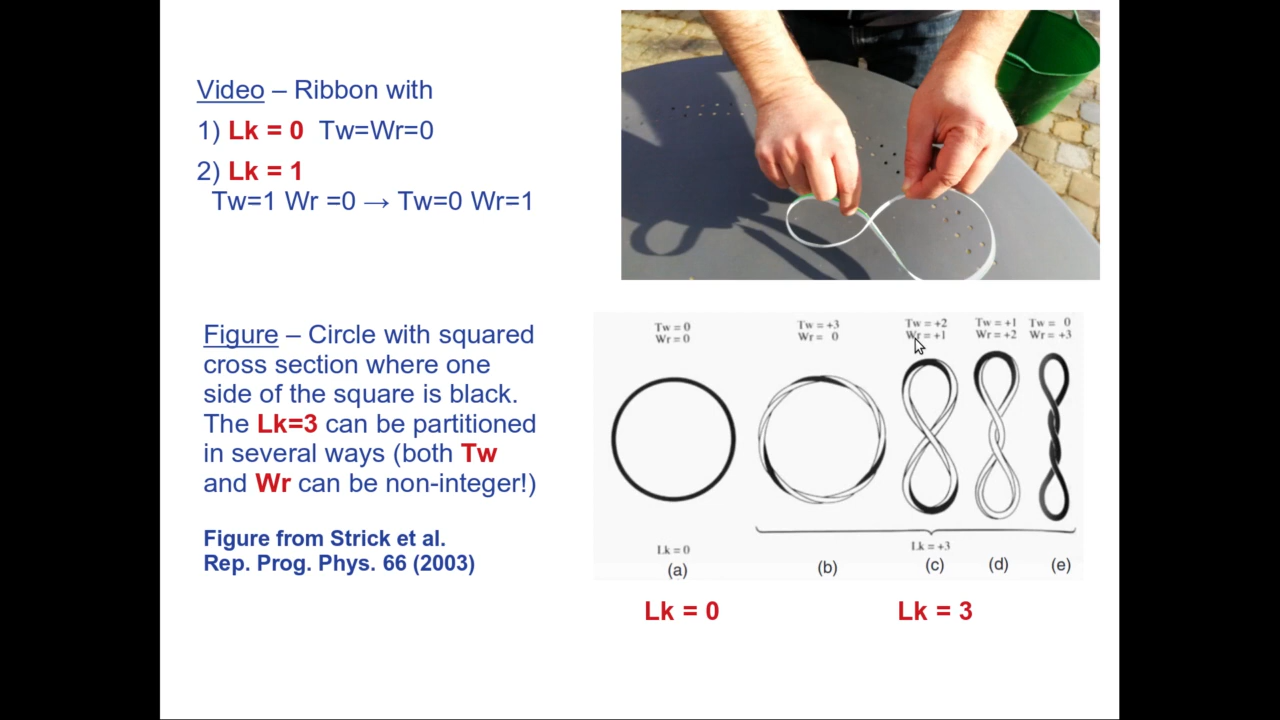 Video – Ribbon with
1) Lk = 0 Tw=Wr=0
2) Lk = 1
Tw=1 Wr =0 → Tw=0 Wr=1
Figure – Circle with squared
cross section where one
side of the square is black.
The Lk=3 can be partitioned
in several ways (both Tw
and Wr can be non-integer!)
Figure from Strick et al.
Rep. Prog. Phys. 66 (2003)
Tw = 0
Wr = 0
Tw = +3
Wr = 0
Tw = +2
Wr = +1
Tw = +1
Wr = +2
Tw = 0
Wr = +3
Lk = 0
Lk = +3
(a)
(b)
(c)
(d)
(e)
Lk = 0
Lk = 3